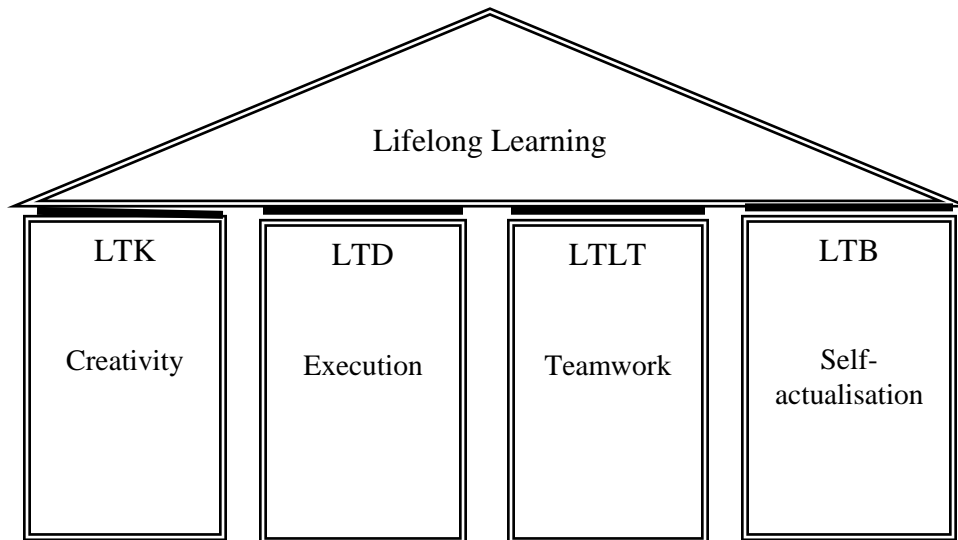 Lifelong Learning
LTK
Creativity
LTD
Execution
LTLT
Teamwork
LTB
Self-
actualisation